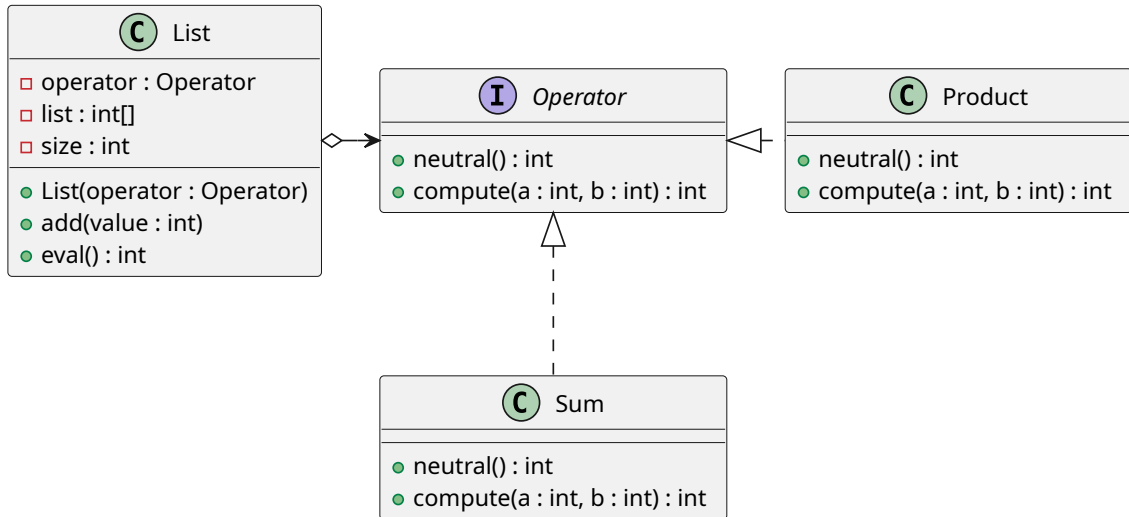 C List
operator : Operator
list : int[]
size : int
List(operator : Operator)
add(value : int)
eval() : int
I Operator
neutral() : int
compute(a : int, b : int) : int
C Product
neutral() : int
compute(a : int, b : int) : int
C Sum
neutral() : int
compute(a : int, b : int) : int